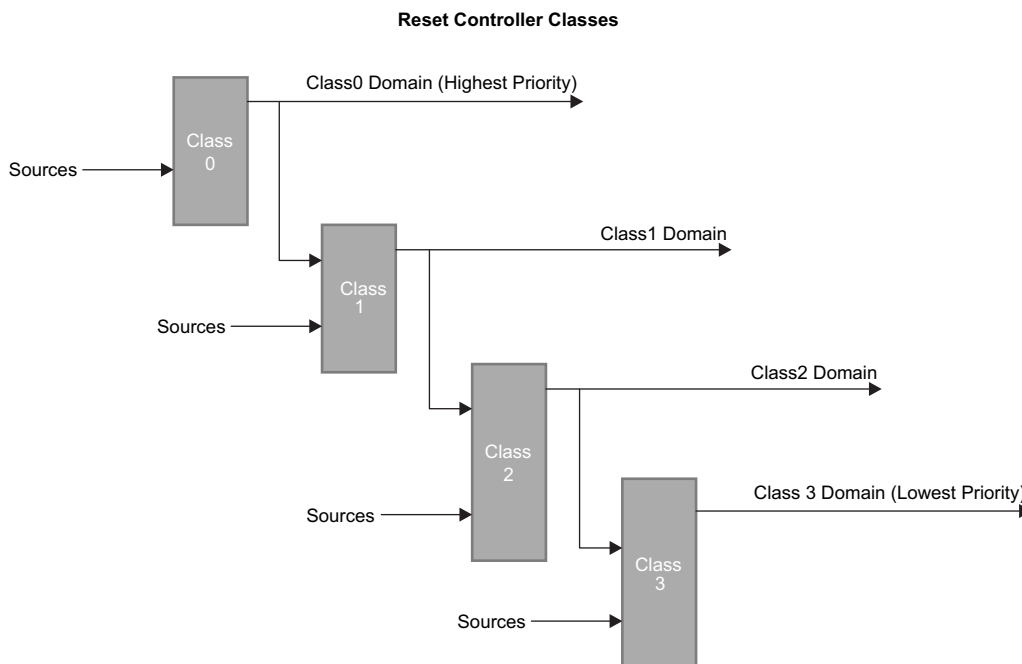 Reset Controller Classes
Class0 Domain (Highest Priority)
Class
0
Sources
Class1 Domain
Class
1
Sources
Class2 Domain
Class
2
Sources
Class 3 Domain (Lowest Priority)
Class
3
Sources